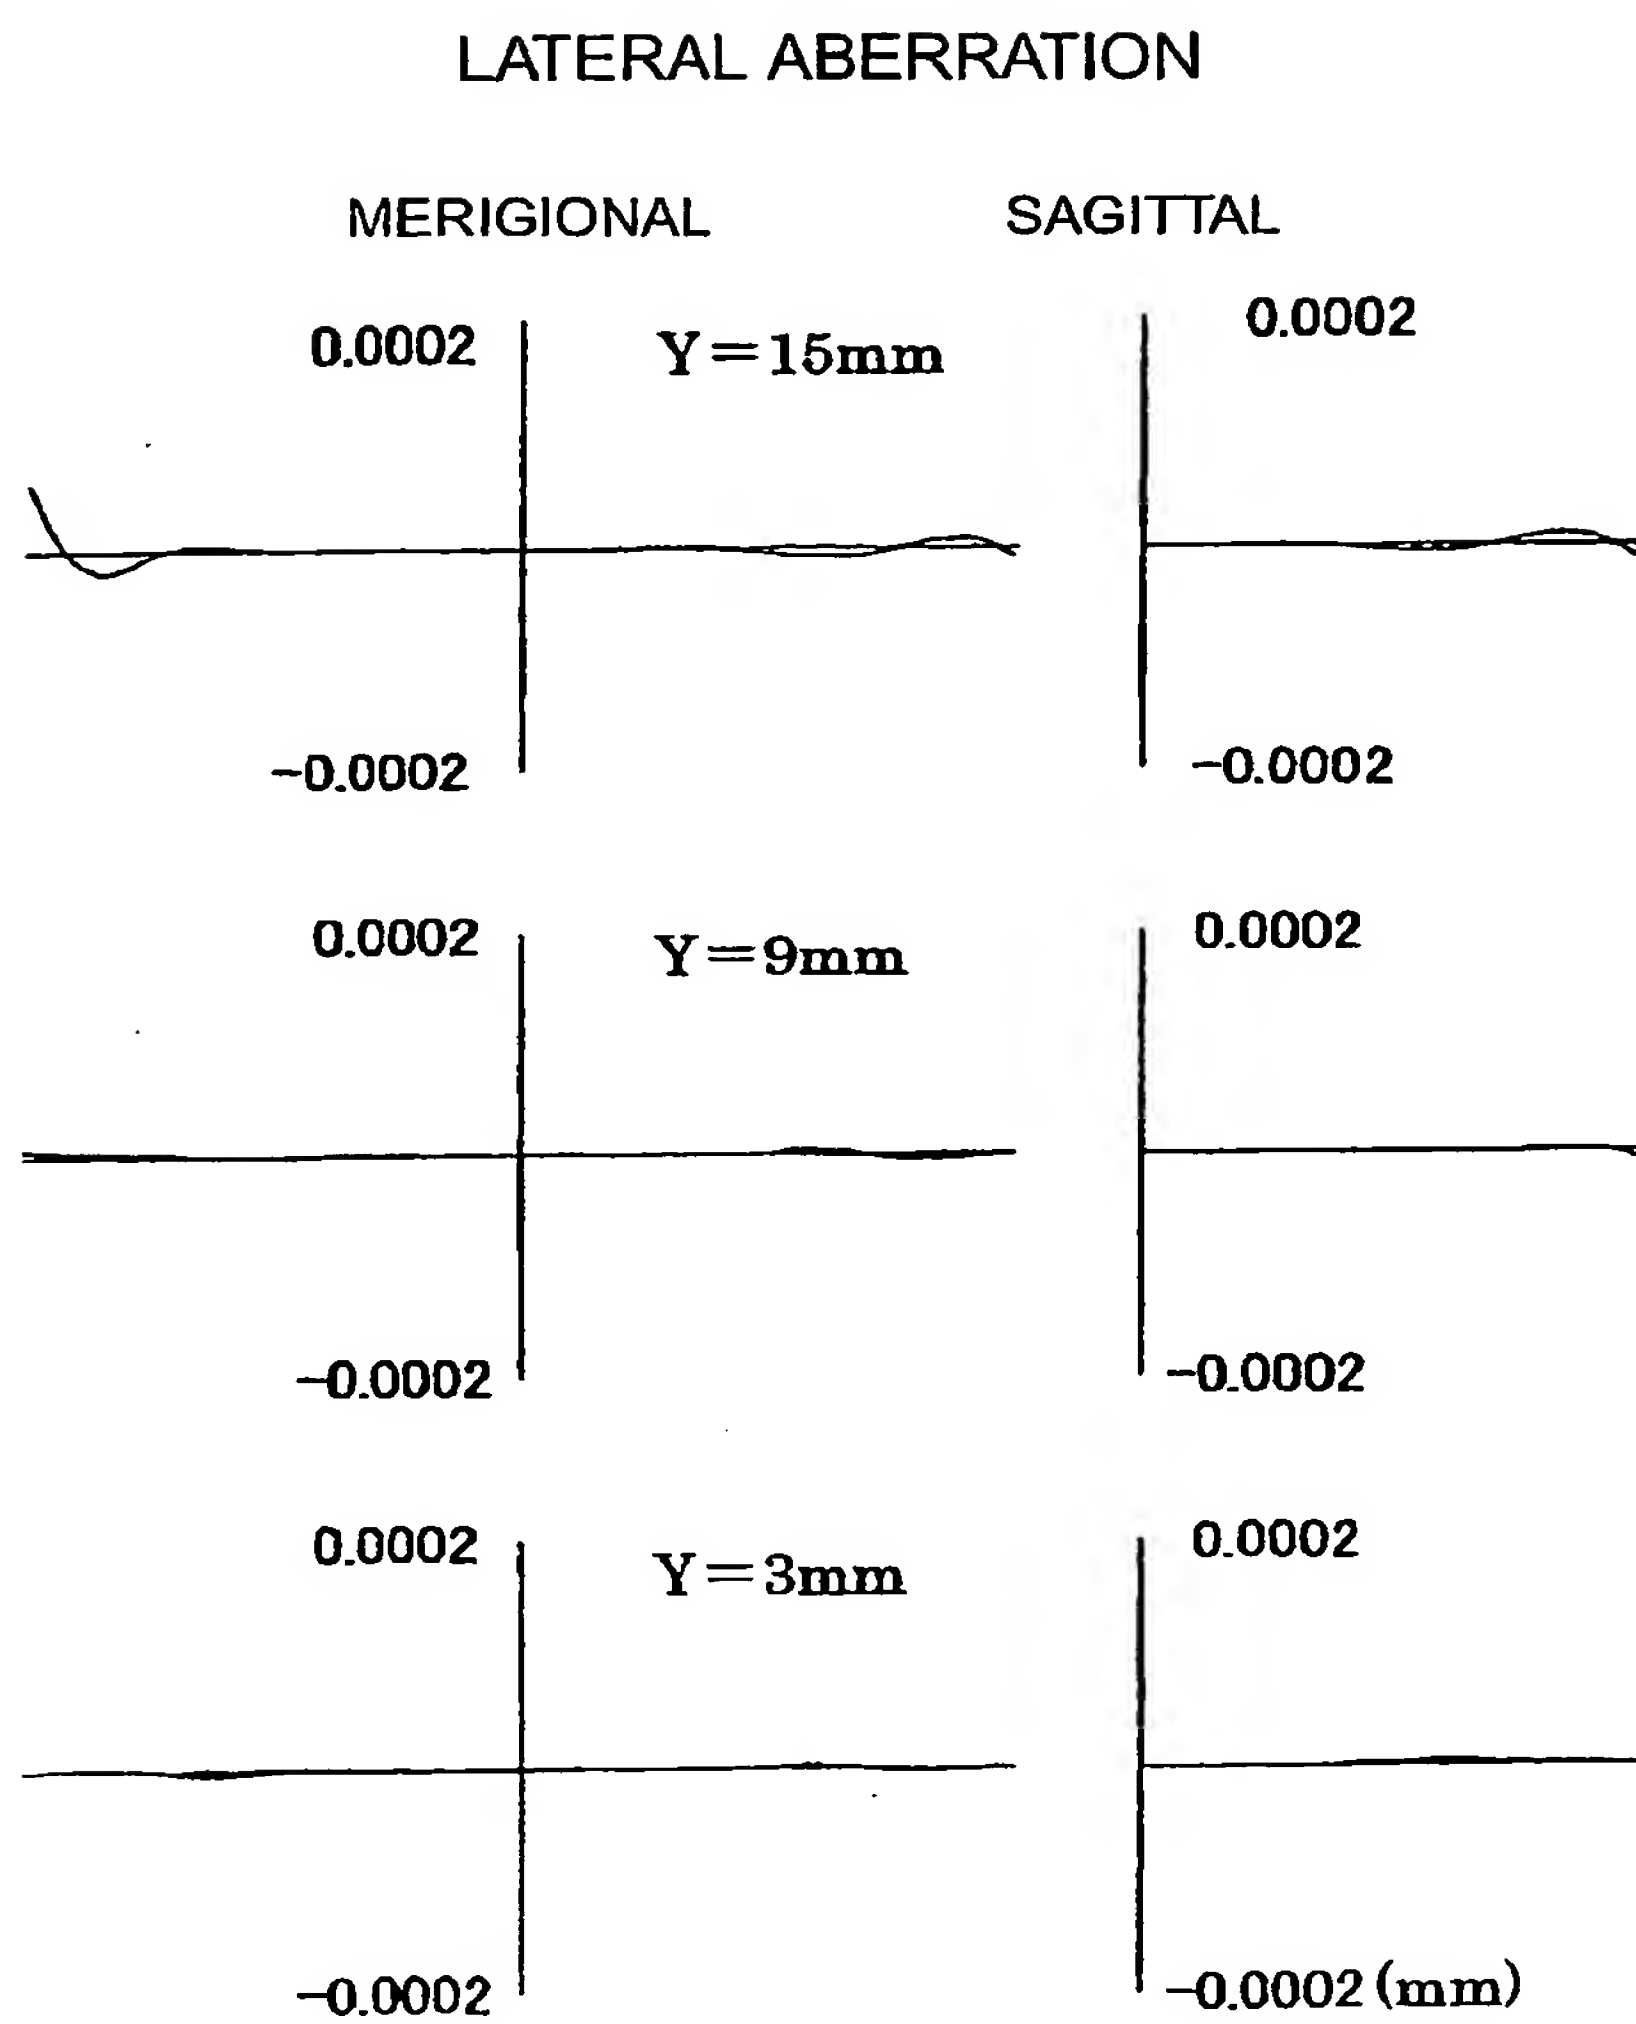 LATERAL ABERRATION
MERIGIONAL SAGITTAL
0.0002 Y=15mm 0.0002
−0.0002 −0.0002
0.0002 Y=9mm 0.0002
−0.0002 −0.0002
0.0002 Y=3mm 0.0002
−0.0002 −0.0002 (mm)